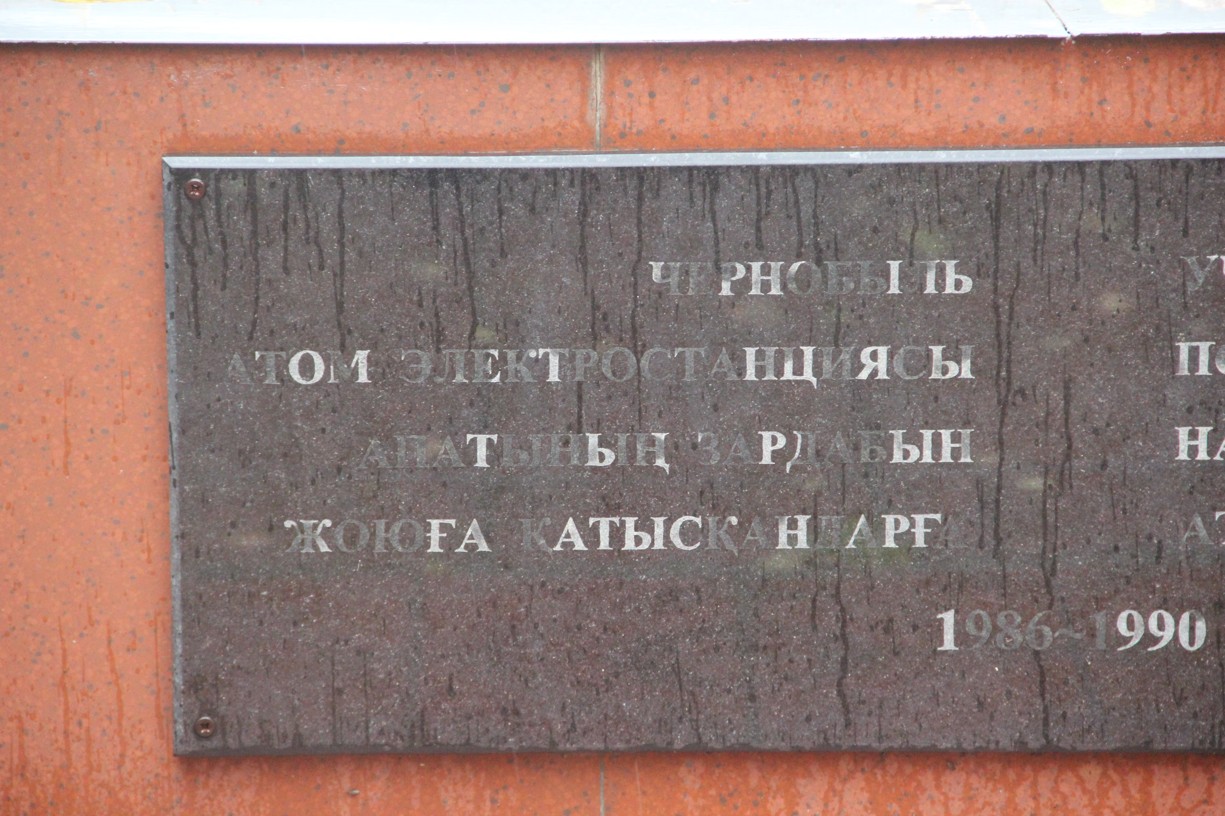 ЧЕРНОБЫЛЬ
АТОМ ЭЛЕКТРОСТАНЦИЯСЫ
АПАТЫНЫҢ ЗАРДАБЫН
ЖОЮҒА ҚАТЫСҚАНДАРҒА
1986~1990